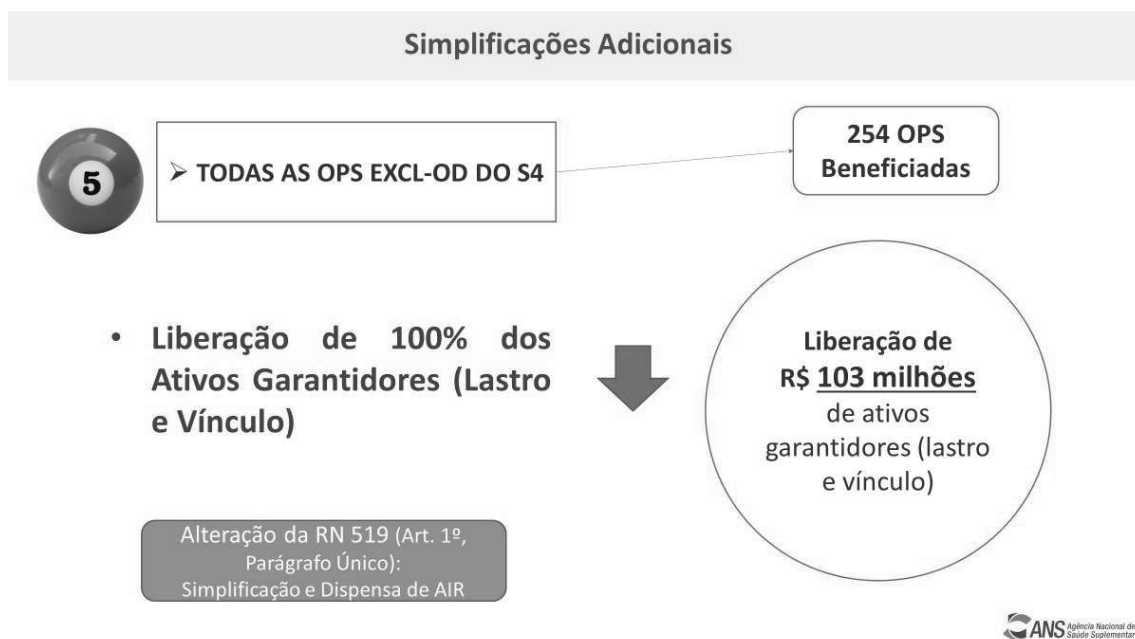 Simplificações Adicionais
5
➢ TODAS AS OPS EXCL-OD DO S4
254 OPS
Beneficiadas
• Liberação de 100% dos
Ativos Garantidores (Lastro
e Vínculo)
Liberação de
R$ 103 milhões
de ativos
garantidores (lastro
e vínculo)
Alteração da RN 519 (Art. 1º,
Parágrafo Único):
Simplificação e Dispensa de AIR
ANS Agência Nacional de
Saúde Suplementar